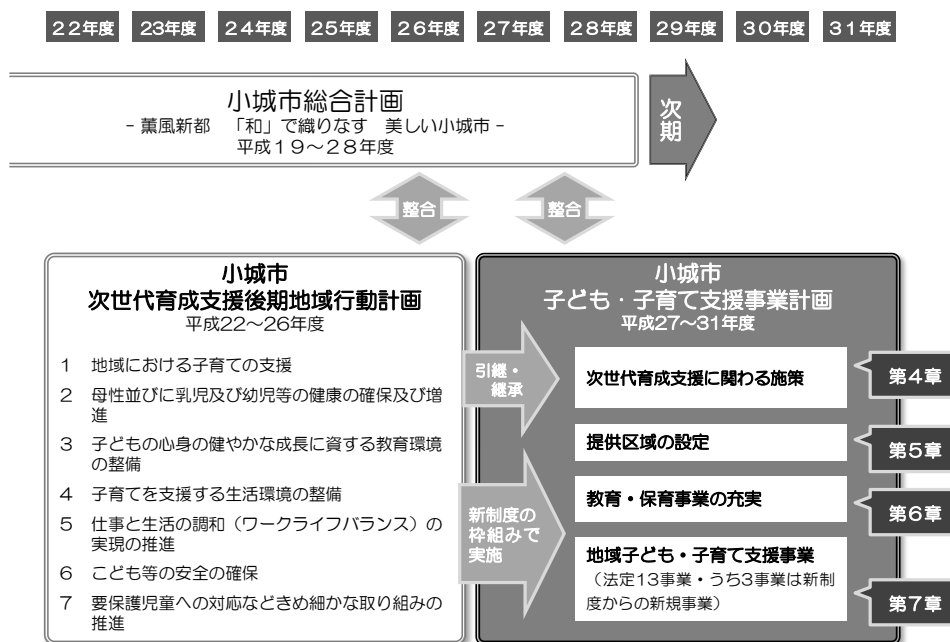 22年度 23年度 24年度 25年度 26年度 27年度 28年度 29年度 30年度 31年度
小城市総合計画
- 薫風新都 「和」で織りなす 美しい小城市 -
平成19～28年度
次期
整合
整合
小城市
次世代育成支援後期地域行動計画
平成22～26年度
1 地域における子育ての支援
2 母性並びに乳児及び幼児等の健康の確保及び増
進
3 子どもの心身の健やかな成長に資する教育環境
の整備
4 子育てを支援する生活環境の整備
5 仕事と生活の調和（ワークライフバランス）の
実現の推進
6 こども等の安全の確保
7 要保護児童への対応などきめ細かな取り組みの
推進
引継・
継承
新制度の
枠組みで
実施
小城市
子ども・子育て支援事業計画
平成27～31年度
次世代育成支援に関わる施策
第4章
提供区域の設定
第5章
教育・保育事業の充実
第6章
地域子ども・子育て支援事業
（法定13事業・うち3事業は新制
度からの新規事業）
第7章